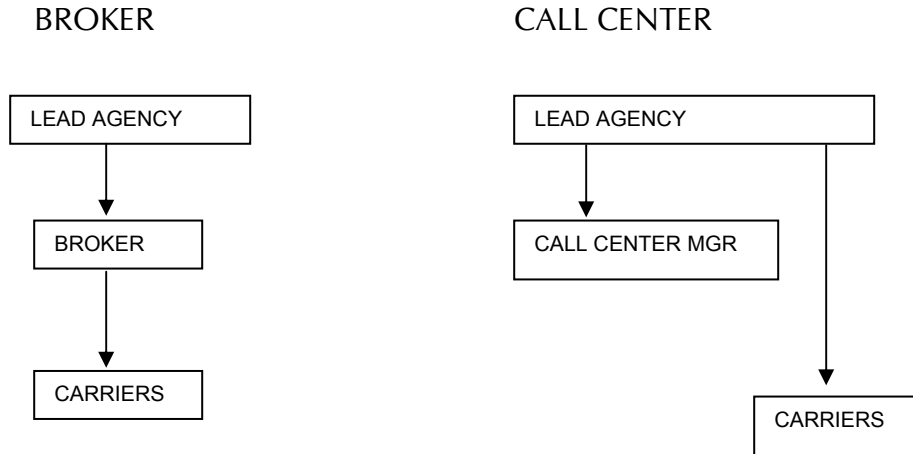 BROKER
LEAD AGENCY
BROKER
CARRIERS
CALL CENTER
LEAD AGENCY
CALL CENTER MGR
CARRIERS